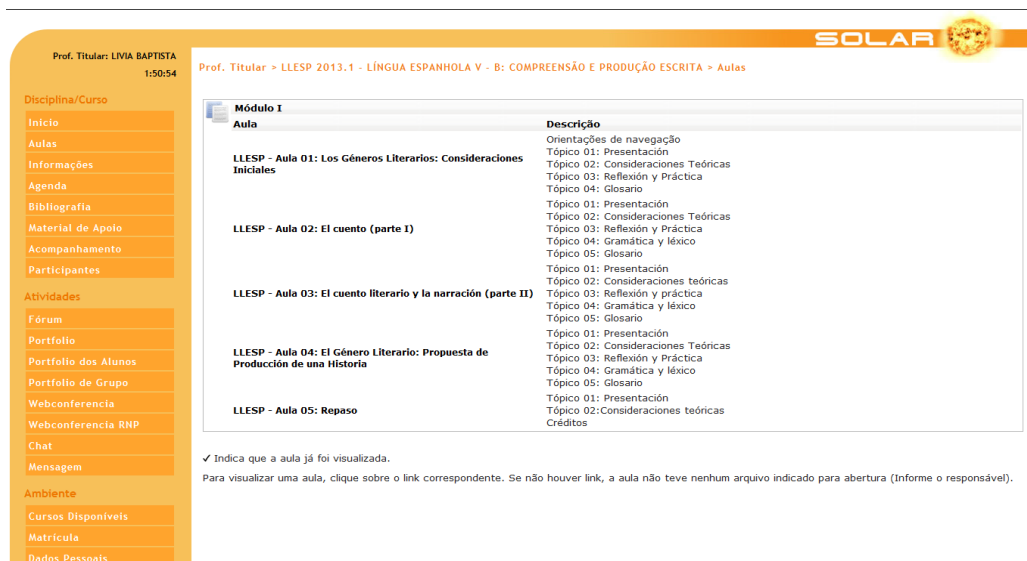 SOLAR
Prof. Titular: LIVIA BAPTISTA
1:50:54
Prof. Titular > LLESP 2013.1 - LÍNGUA ESPANHOLA V - B: COMPREENSÃO E PRODUÇÃO ESCRITA > Aulas
Disciplina/Curso
Inicio
Aulas
Informações
Agenda
Bibliografia
Material de Apoio
Acompanhamento
Participantes
Atividades
Fórum
Portfolio
Portfolio dos Alunos
Portfolio de Grupo
Webconferencia
Webconferencia RNP
Chat
Mensagem
Ambiente
Cursos Disponíveis
Matrícula
Dados Pessoais
Módulo I
Aula Descrição
LLESP - Aula 01: Los Géneros Literarios: Consideraciones
Iniciales
Orientações de navegação
Tópico 01: Presentación
Tópico 02: Consideraciones Teóricas
Tópico 03: Reflexión y Práctica
Tópico 04: Glosario
LLESP - Aula 02: El cuento (parte I)
Tópico 01: Presentación
Tópico 02: Consideraciones Teóricas
Tópico 03: Reflexión y Práctica
Tópico 04: Gramática y léxico
Tópico 05: Glosario
LLESP - Aula 03: El cuento literario y la narración (parte II)
Tópico 01: Presentación
Tópico 02: Consideraciones teóricas
Tópico 03: Reflexión y práctica
Tópico 04: Gramática y léxico
Tópico 05: Glosario
LLESP - Aula 04: El Género Literario: Propuesta de
Producción de una Historia
Tópico 01: Presentación
Tópico 02: Consideraciones Teóricas
Tópico 03: Reflexión y Práctica
Tópico 04: Gramática y léxico
Tópico 05: Glosario
LLESP - Aula 05: Repaso
Tópico 01: Presentación
Tópico 02:Consideraciones teóricas
Créditos
✓ Indica que a aula já foi visualizada.
Para visualizar uma aula, clique sobre o link correspondente. Se não houver link, a aula não teve nenhum arquivo indicado para abertura (Informe o responsável).